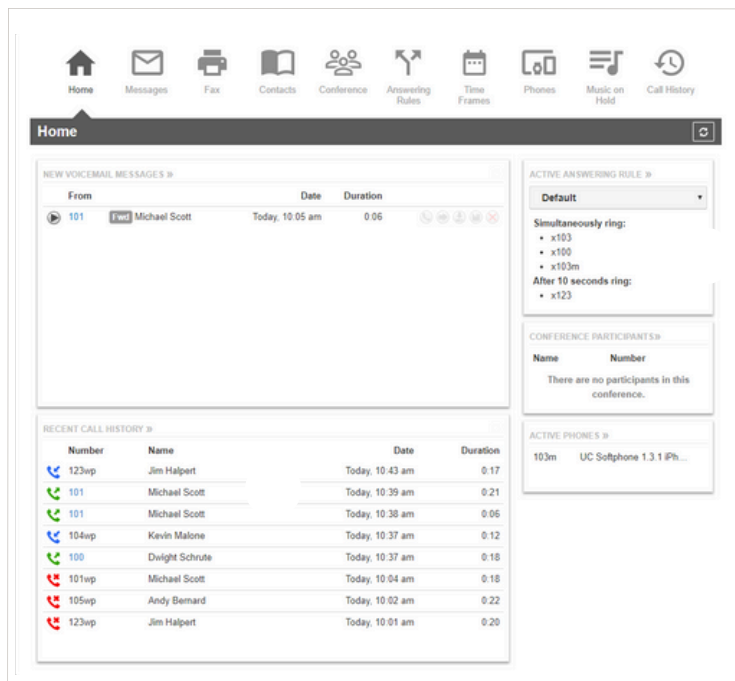 Home Messages Fax Contacts Conference Answering Rules Time Frames Phones Music on Hold Call History
Home
NEW VOICEMAIL MESSAGES »
From Date Duration
101 Fwd Michael Scott Today, 10:05 am 0:06
RECENT CALL HISTORY »
Number Name Date Duration
123wp Jim Halpert Today, 10:43 am 0:17
101 Michael Scott Today, 10:39 am 0:21
101 Michael Scott Today, 10:38 am 0:06
104wp Kevin Malone Today, 10:37 am 0:12
100 Dwight Schrute Today, 10:37 am 0:18
101wp Michael Scott Today, 10:04 am 0:18
105wp Andy Bernard Today, 10:02 am 0:22
123wp Jim Halpert Today, 10:01 am 0:20
ACTIVE ANSWERING RULE »
Default
Simultaneously ring:
• x103
• x100
• x103m
After 10 seconds ring:
• x123
CONFERENCE PARTICIPANTS»
Name Number
There are no participants in this
conference.
ACTIVE PHONES »
103m UC Softphone 1.3.1 iPh...